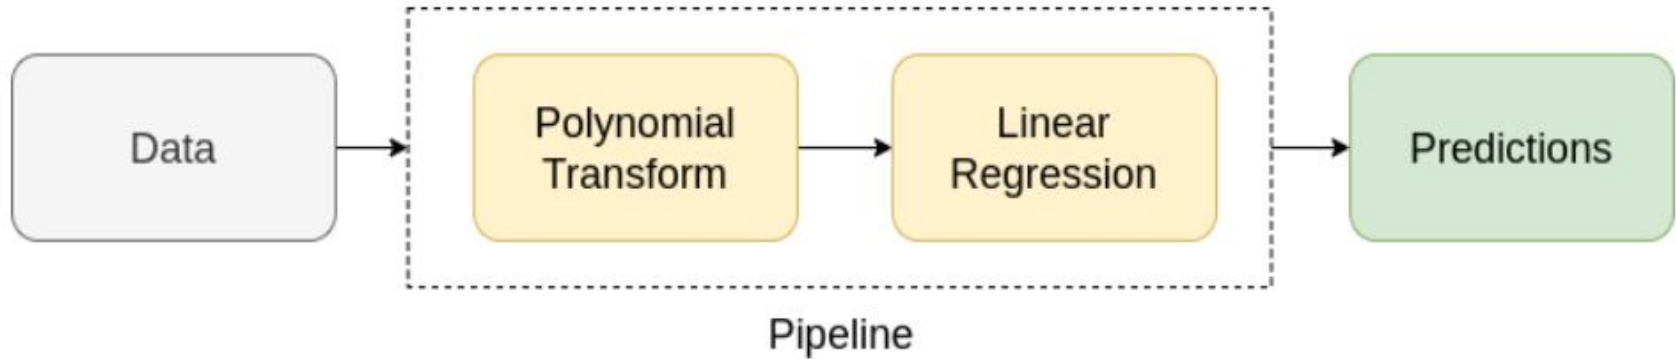 Data
Polynomial
Transform
Linear
Regression
Predictions
Pipeline